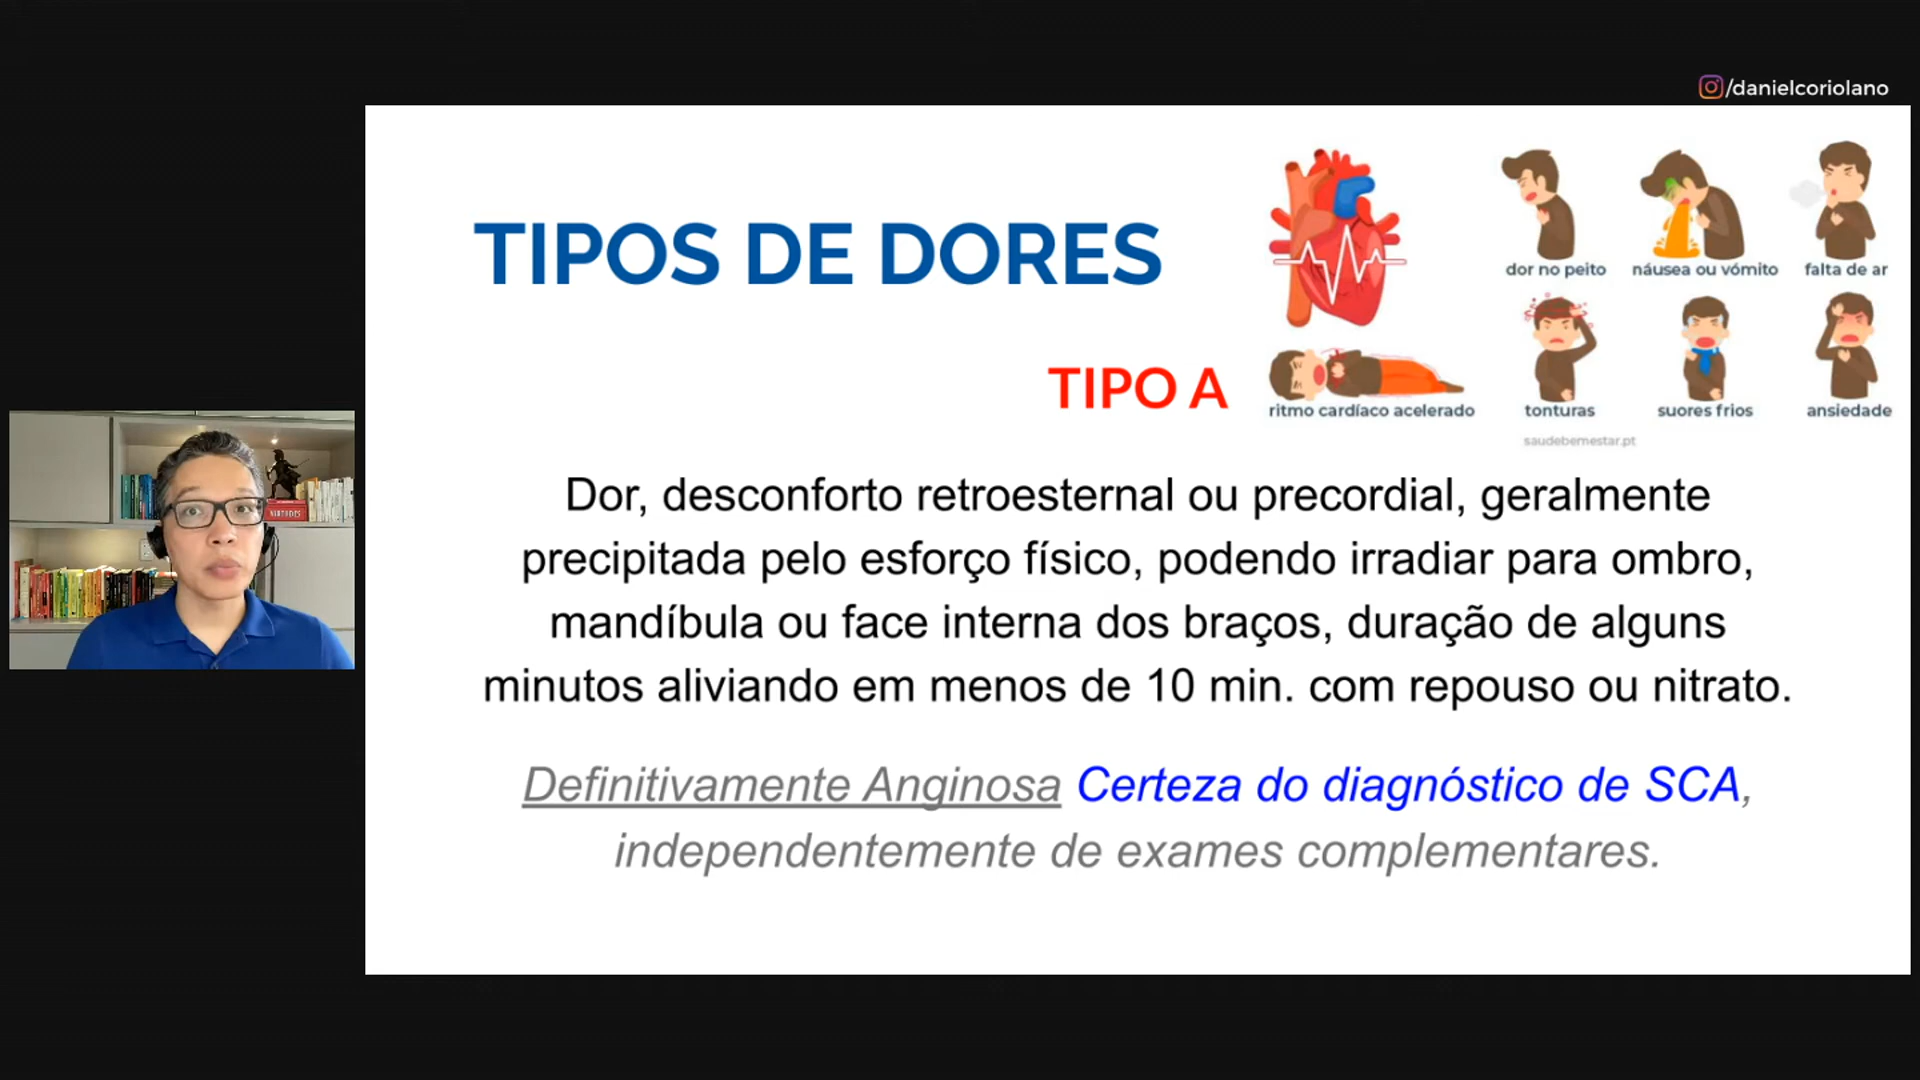 /danielcoriolano
TIPOS DE DORES
dor no peito
náusea ou vómito
falta de ar
TIPO A
ritmo cardíaco acelerado
tonturas
suores frios
ansiedade
saudebemestar.pt
Dor, desconforto retroesternal ou precordial, geralmente
precipitada pelo esforço físico, podendo irradiar para ombro,
mandíbula ou face interna dos braços, duração de alguns
minutos aliviando em menos de 10 min. com repouso ou nitrato.
Definitivamente Anginosa Certeza do diagnóstico de SCA,
independentemente de exames complementares.
VIRTUDES